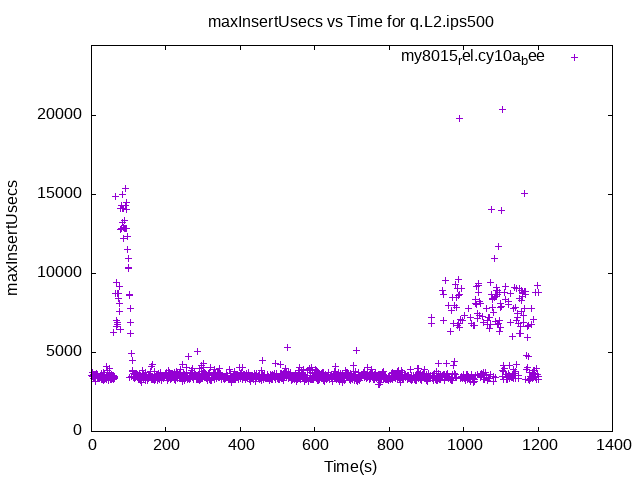 maxInsertUsecs vs Time for q.L2.ips500
my8015rel.cy10abee
20000
15000
10000
5000
0
maxInsertUsecs
0 200 400 600 800 1000 1200 1400
Time(s)